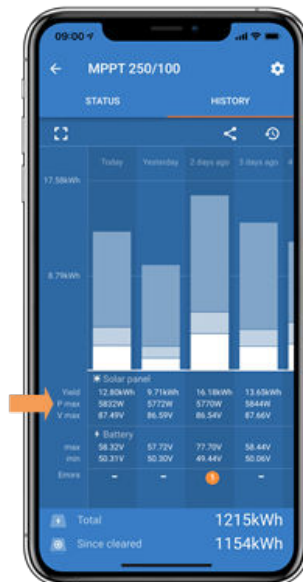 09:00
MPPT 250/100
STATUS HISTORY
Today Yesterday 2 days ago 3 days ago 4
17.58kWh
8.79kWh
Solar panel
Yield 12.80kWh 9.71kWh 16.18kWh 13.65kWh
P max 5832W 5772W 5770W 5844W
V max 87.49V 86.59V 86.54V 87.66V
Battery
max 58.32V 57.72V 77.70V 58.44V
min 50.31V 50.30V 49.44V 50.06V
Errors – – 1 –
Total 1215kWh
Since cleared 1154kWh